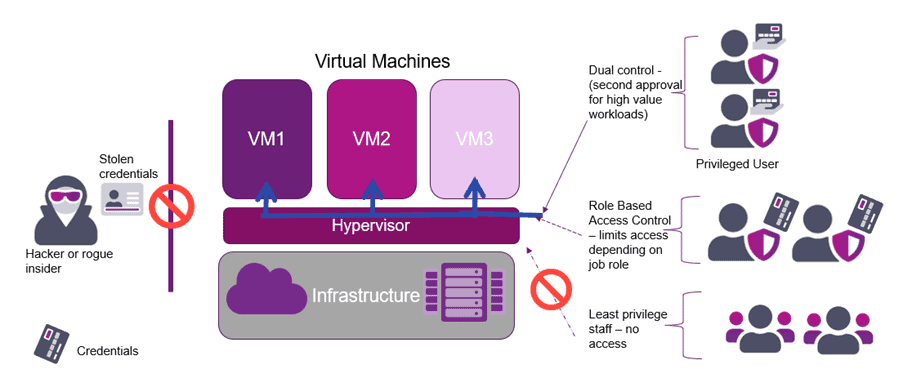 Virtual Machines
VM1
VM2
VM3
Hypervisor
Infrastructure
Stolen
credentials
Hacker or rogue
insider
Credentials
Dual control -
(second approval
for high value
workloads)
Privileged User
Role Based
Access Control
– limits access
depending on
job role
Least privilege
staff – no
access